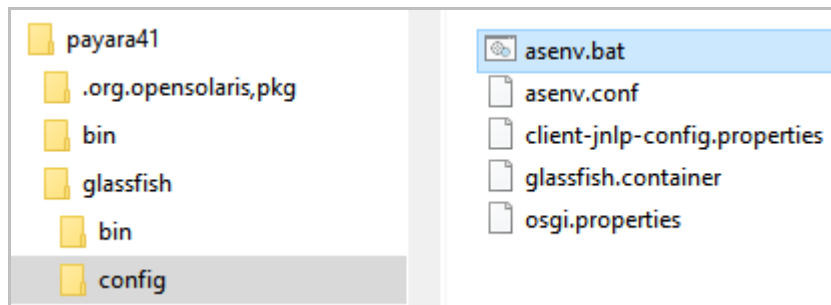 payara41
.org.opensolaris,pkg
bin
glassfish
bin
config
asenv.bat
asenv.conf
client-jnlp-config.properties
glassfish.container
osgi.properties